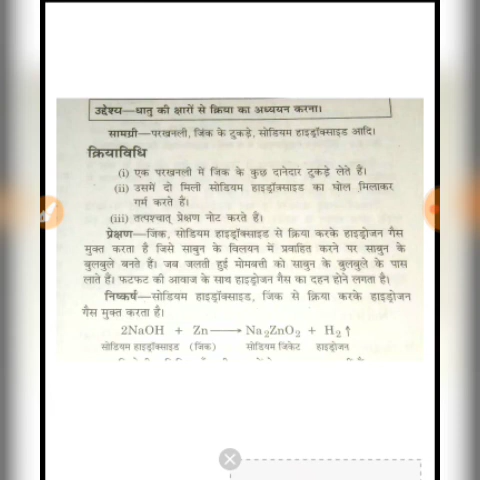 उद्देश्य—धातु की क्षारों से क्रिया का अध्ययन करना।
सामग्री—परखनली, जिंक के टुकड़े, सोडियम हाइड्रॉक्साइड आदि।
क्रियाविधि
(i) एक परखनली में जिंक के कुछ दानेदार टुकड़े लेते हैं।
(ii) उसमें दो मिली सोडियम हाइड्रॉक्साइड का घोल मिलाकर
गर्म करते हैं।
(iii) तत्पश्चात् प्रेक्षण नोट करते हैं।
प्रेक्षण—जिंक, सोडियम हाइड्रॉक्साइड से क्रिया करके हाइड्रोजन गैस
मुक्त करता है जिसे साबुन के विलयन में प्रवाहित करने पर साबुन के
बुलबुले बनते हैं। जब जलती हुई मोमबत्ती को साबुन के बुलबुले के पास
लाते हैं। फटफट की आवाज के साथ हाइड्रोजन गैस का दहन होने लगता है।
निष्कर्ष—सोडियम हाइड्रॉक्साइड, जिंक से क्रिया करके हाइड्रोजन
गैस मुक्त करता है।
2NaOH + Zn ⟶ Na₂ZnO₂ + H₂↑
सोडियम हाइड्रॉक्साइड (जिंक) सोडियम जिंकेट हाइड्रोजन